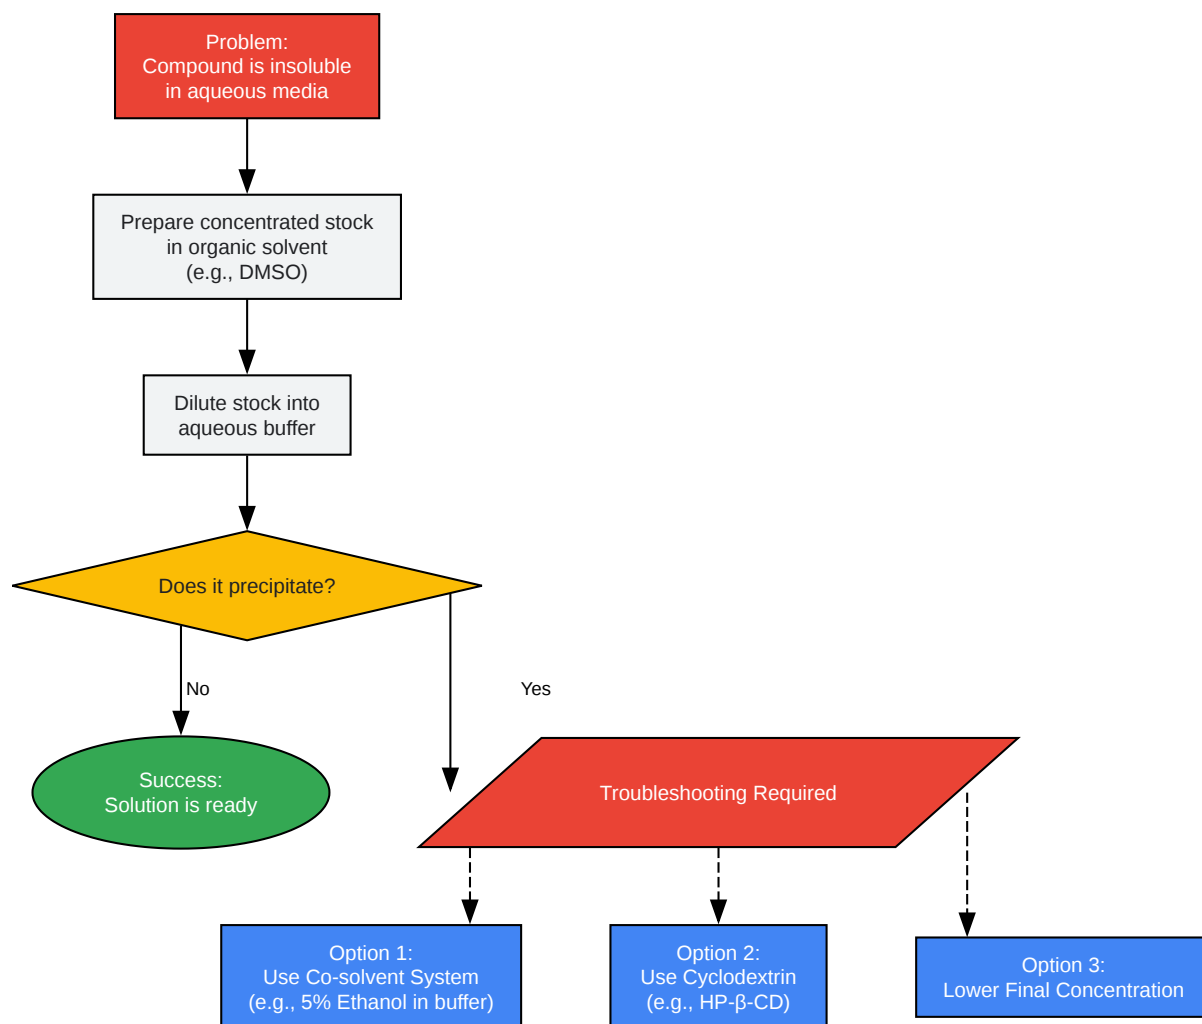 Problem:
Compound is insoluble
in aqueous media
Prepare concentrated stock
in organic solvent
(e.g., DMSO)
Dilute stock into
aqueous buffer
Does it precipitate?
No
Yes
Success:
Solution is ready
Troubleshooting Required
Option 1:
Use Co-solvent System
(e.g., 5% Ethanol in buffer)
Option 2:
Use Cyclodextrin
(e.g., HP-β-CD)
Option 3:
Lower Final Concentration